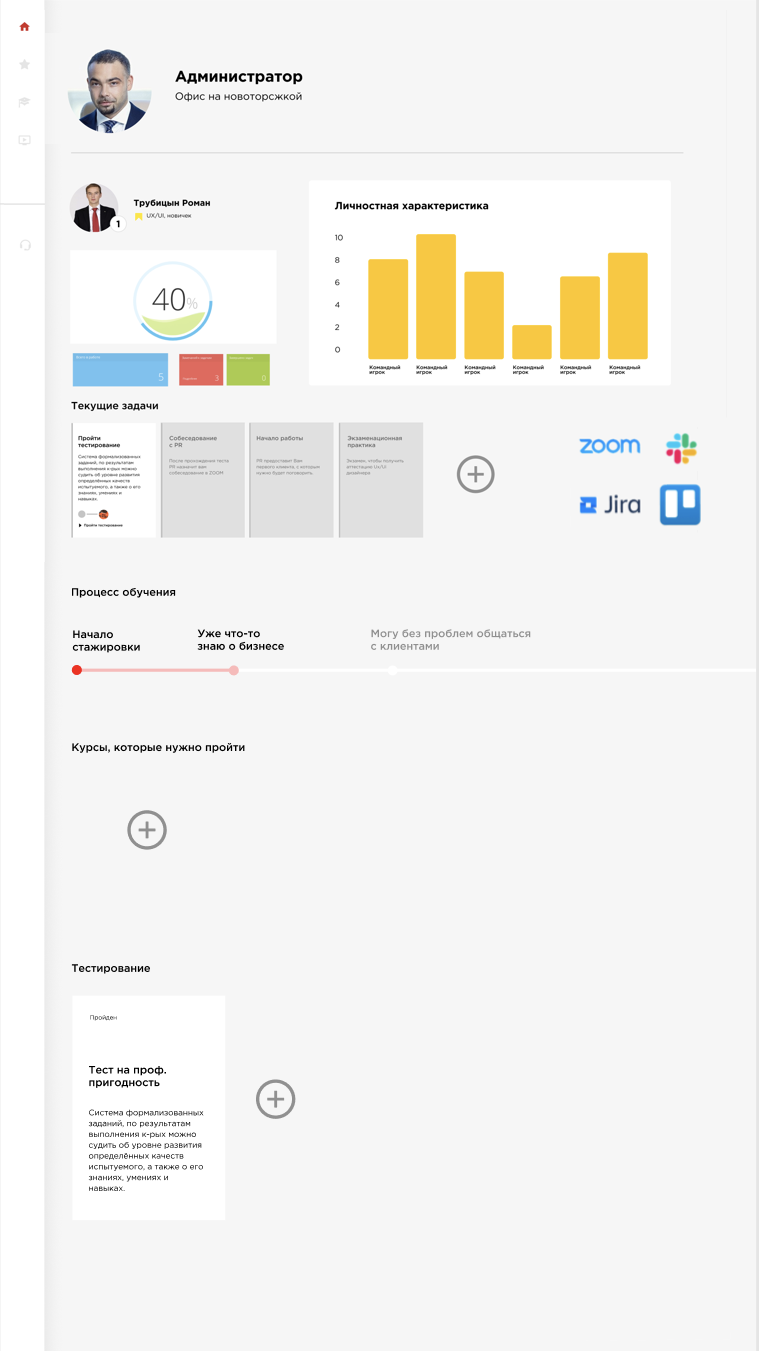 Администратор
Офис на новоторсжкой
Трубицын Роман
UX/UI, новичек
1
40%
5
3
0
Личностная характеристика
10
8
6
4
2
0
Командный
игрок
Командный
игрок
Командный
игрок
Командный
игрок
Командный
игрок
Командный
игрок
Текущие задачи
Пройти
тестирование
Система формализованных
заданий, по результатам
выполнения к-рых можно
судить об уровне развития
определённых качеств
испытуемого, а также о его
знаниях, умениях и
навыках.
Пройти тестирование
Собеседование
с PR
После прохождения теста
PR назначит вам
собеседования в ZOOM
Начало работы
PR предоставит Вам
первого клиента, с которым
нужно будет поговорить.
Экзаменационная
практика
Экзамен, чтобы получить
аттестации Ux/Ui
дизайнера
zoom
Jira
Процесс обучения
Начало
стажировки
Уже что-то
знаю о бизнесе
Могу без проблем общаться
с клиентами
Курсы, которые нужно пройти
Тестирование
Пройден
Тест на проф.
пригодность
Система формализованных
заданий, по результатам
выполнения к-рых можно
судить об уровне развития
определённых качеств
испытуемого, а также о его
знаниях, умениях и
навыках.